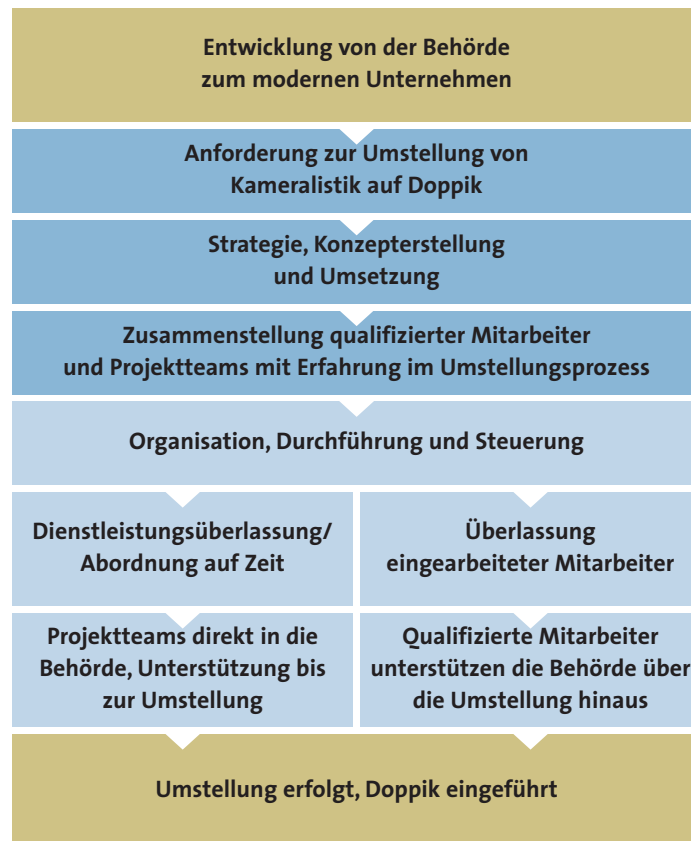 Entwicklung von der Behörde
zum modernen Unternehmen
Anforderung zur Umstellung von
Kameralistik auf Doppik
Strategie, Konzepterstellung
und Umsetzung
Zusammenstellung qualifizierter Mitarbeiter
und Projektteams mit Erfahrung im Umstellungsprozess
Organisation, Durchführung und Steuerung
Dienstleistungsüberlassung/
Abordnung auf Zeit
Überlassung
eingearbeiteter Mitarbeiter
Projektteams direkt in die
Behörde, Unterstützung bis
zur Umstellung
Qualifizierte Mitarbeiter
unterstützen die Behörde über
die Umstellung hinaus
Umstellung erfolgt, Doppik eingeführt